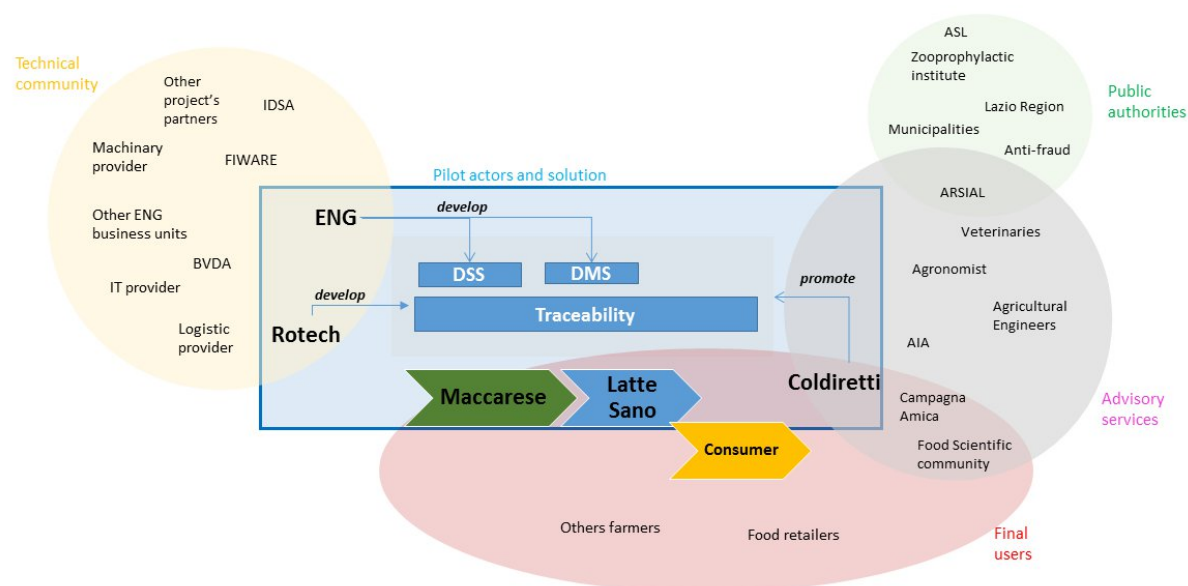 Technical
community
Other
project's
partners
IDSA
Machinary
provider
FIWARE
Other ENG
business units
BVDA
IT provider
Logistic
provider
Pilot actors and solution
ENG
develop
DSS
DMS
Rotech
develop
Traceability
promote
Maccarese
Latte
Sano
Coldiretti
Consumer
ASL
Zooprophylactic
institute
Lazio Region
Municipalities
Anti-fraud
Public
authorities
ARSIAL
Veterinaries
Agronomist
Agricultural
Engineers
AIA
Campagna
Amica
Food Scientific
community
Advisory
services
Others farmers
Food retailers
Final
users